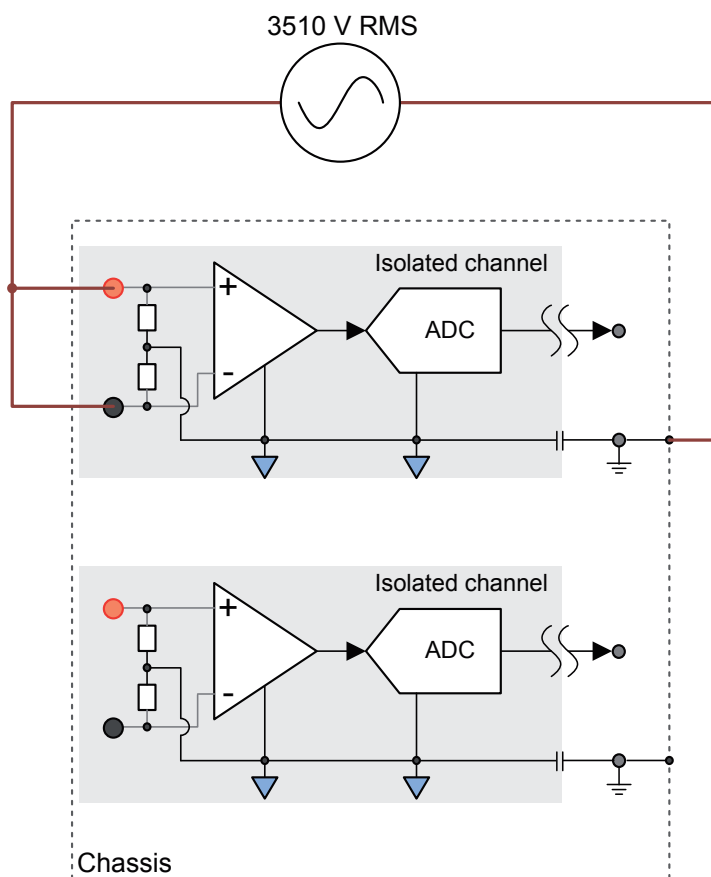 3510 V RMS
Isolated channel
+
ADC
-
Isolated channel
+
ADC
-
Chassis